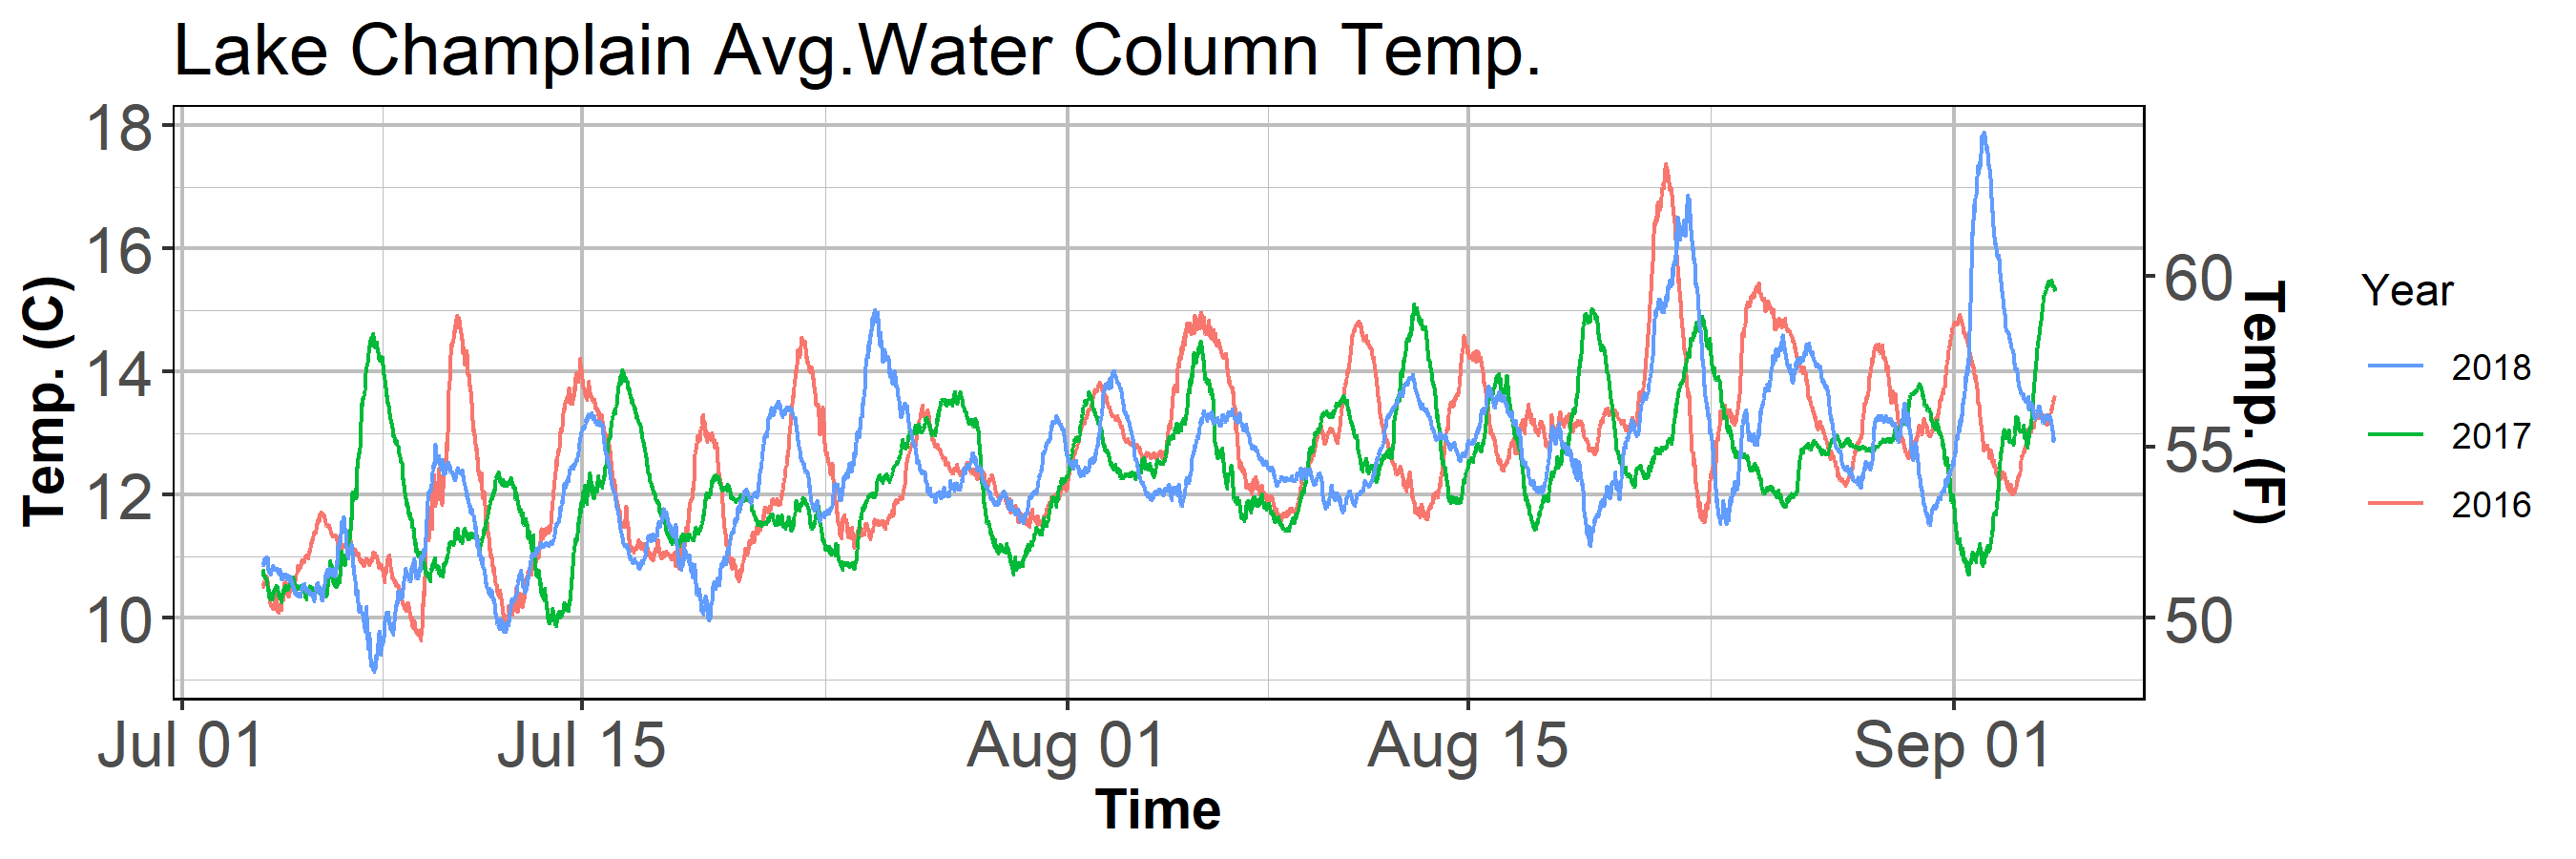 Lake Champlain Avg.Water Column Temp.
Temp. (C)
18
16
14
12
10
60
55
50
Temp. (F)
Jul 01
Jul 15
Aug 01
Aug 15
Sep 01
Time
Year
2018
2017
2016